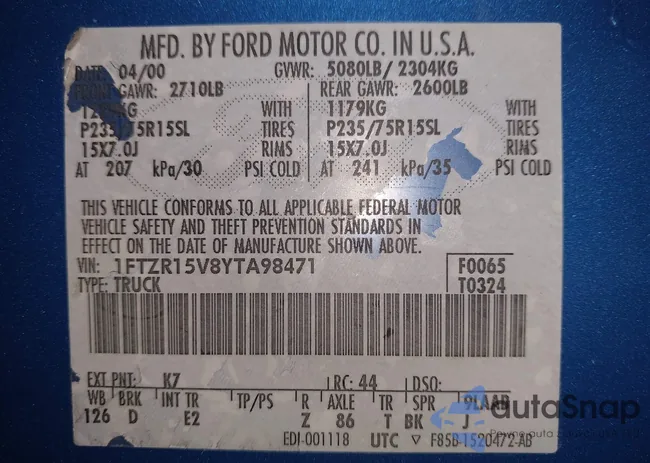 MFD. BY FORD MOTOR CO. IN U.S.A.
DATE: 04/00 GVWR: 5080LB/ 2304KG
FRONT GAWR: 2710LB REAR GAWR: 2600LB
KG WITH 1179KG WITH
P235/75R15SL TIRES P235/75R15SL TIRES
15X7.0J RIMS 15X7.0J RIMS
AT 207 kPa/30 PSI COLD AT 241 kPa/35 PSI COLD
THIS VEHICLE CONFORMS TO ALL APPLICABLE FEDERAL MOTOR
VEHICLE SAFETY AND THEFT PREVENTION STANDARDS IN
EFFECT ON THE DATE OF MANUFACTURE SHOWN ABOVE.
VIN: 1FTZR15V8YTA98471 F0065
TYPE: TRUCK T0324
EXT PNT: K7 RC: 44 DSO:
WB BRK INT TR TP/PS R AXLE TR SPR 9LAAB
126 D E2 Z 86 T BK J
EDI-001118 UTC F85B-1520472-AB
autoSnap